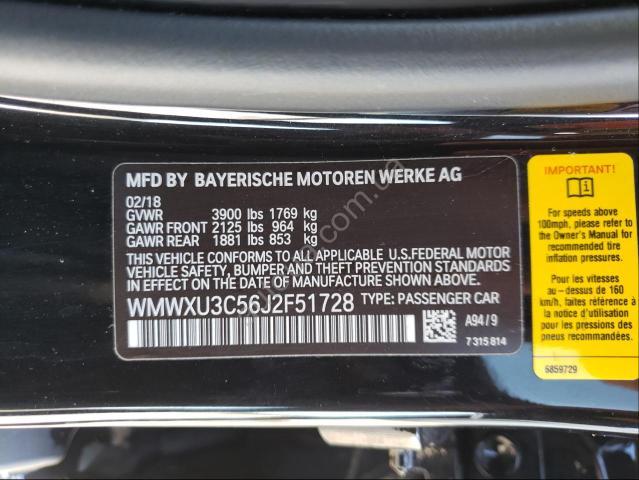 MFD BY BAYERISCHE MOTOREN WERKE AG
02/18
GVWR 3900 lbs 1769 kg
GAWR FRONT 2125 lbs 964 kg
GAWR REAR 1881 lbs 853 kg
THIS VEHICLE CONFORMS TO ALL APPLICABLE U.S.FEDERAL MOTOR
VEHICLE SAFETY, BUMPER, AND THEFT PREVENTION STANDARDS
IN EFFECT ON THE DATE OF MANUFACTURE SHOWN ABOVE.
WMWXU3C56J2F51728 TYPE: PASSENGER CAR
A94/9
7315814
IMPORTANT!
For speeds above
100mph, please refer to
the Owner's Manual for
recommended tire
inflation pressures.
Pour les vitesses
au-dessus de 160
km/h, référez-vous
à la notice d'utilisation
pour les pressions
de pneu
recommandées.
6859729